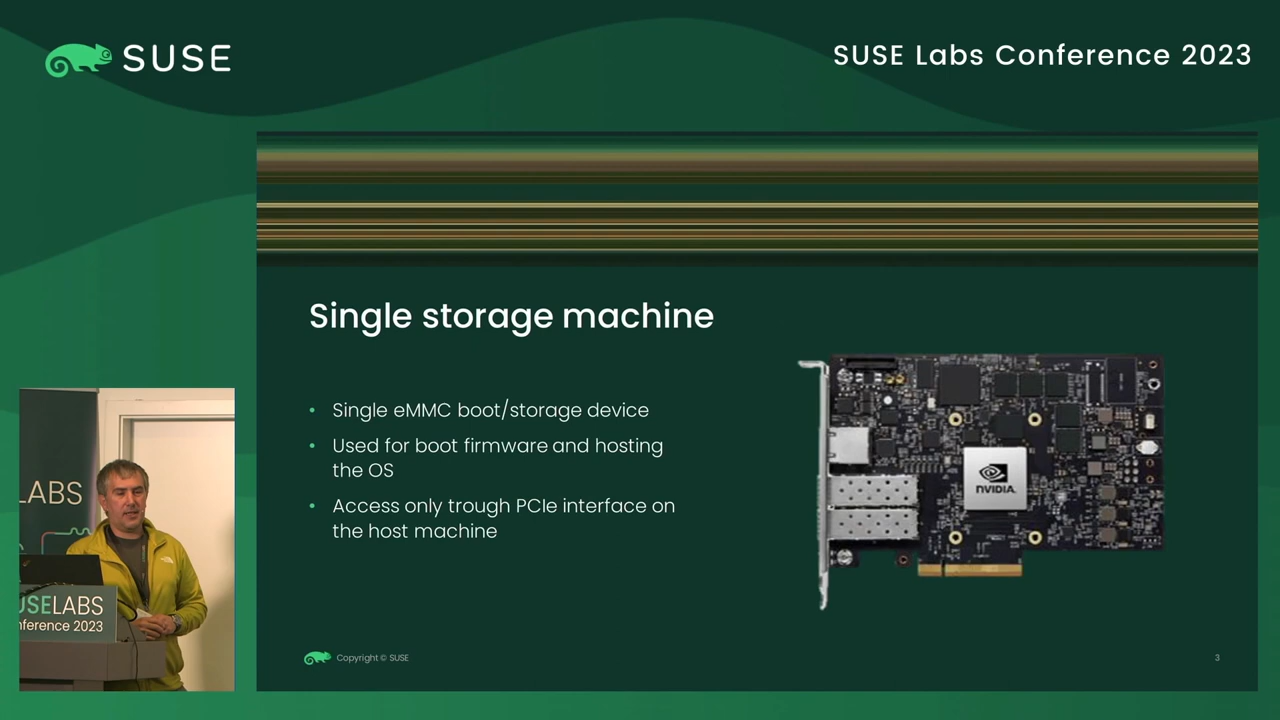 SUSE
SUSE Labs Conference 2023
Single storage machine
• Single eMMC boot/storage device
• Used for boot firmware and hosting
the OS
• Access only trough PCIe interface on
the host machine
NVIDIA.
LABS
USELABS
nference 2023
Copyright © SUSE
3